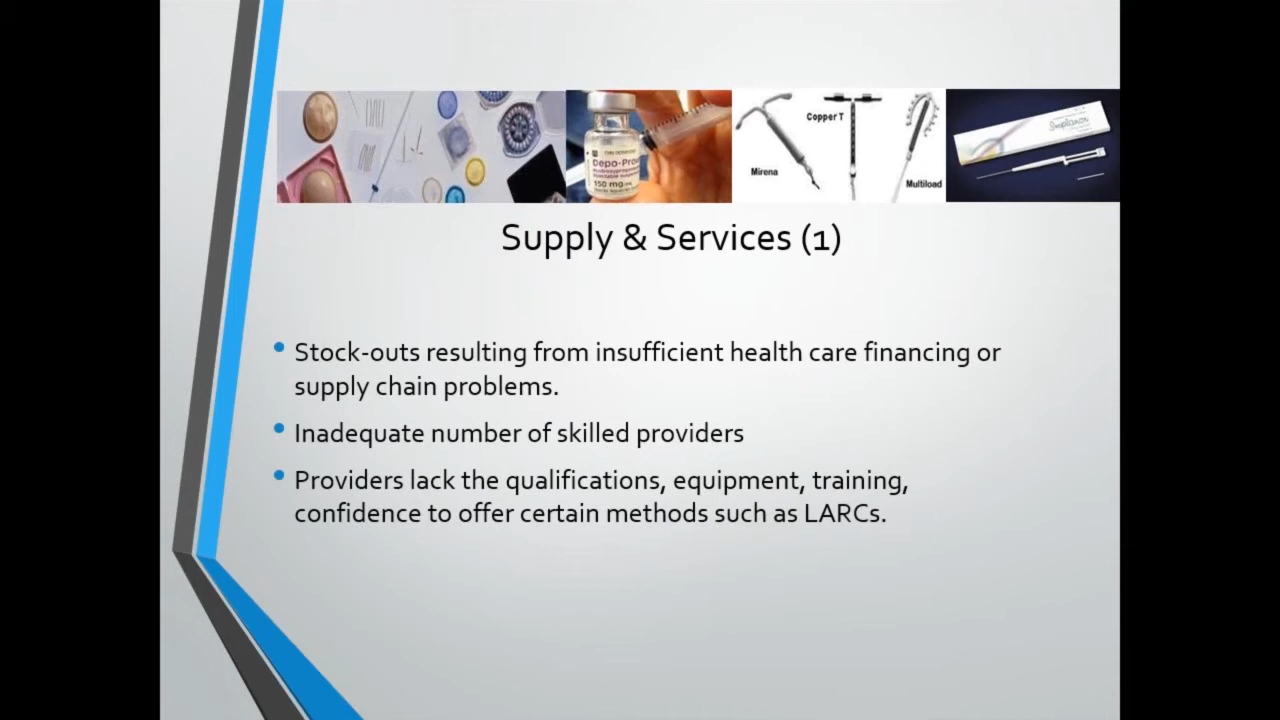 Depo-Prov
150 mg
Copper T
Mirena
Multiload
Implanon
Supply & Services (1)
Stock-outs resulting from insufficient health care financing or
supply chain problems.
Inadequate number of skilled providers
Providers lack the qualifications, equipment, training,
confidence to offer certain methods such as LARCs.